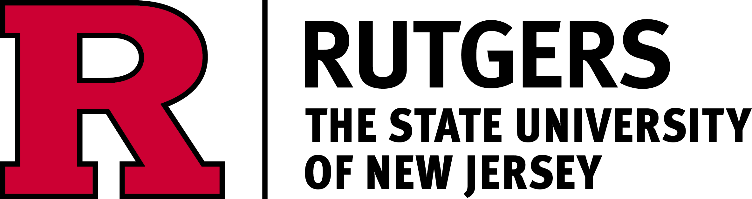 R
RUTGERS
THE STATE UNIVERSITY
OF NEW JERSEY